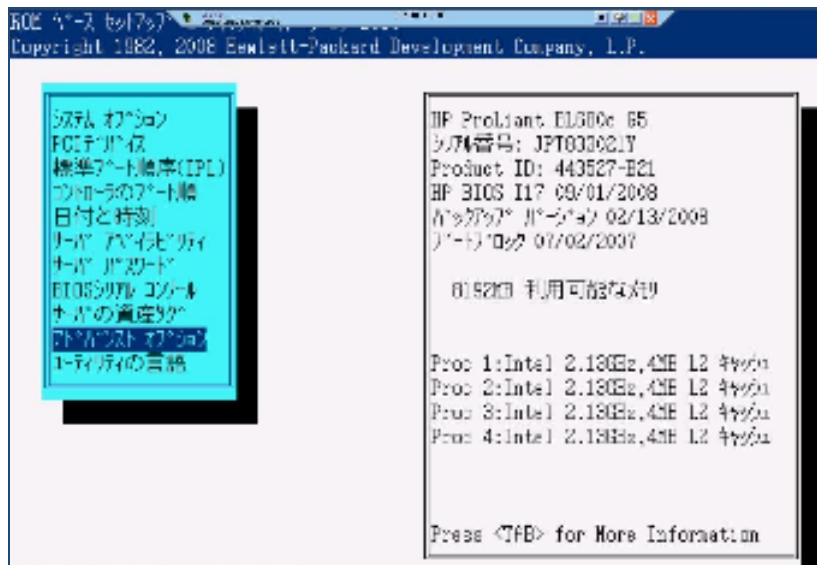 ROM ﾍﾞｰｽ ｾｯﾄｱｯﾌﾟ
Copyright 1982, 2008 Hewlett-Packard Development Company, L.P.
ｼｽﾃﾑ ｵﾌﾟｼｮﾝ
PCIﾃﾞﾊﾞｲｽ
標準ﾌﾞｰﾄ順序(IPL)
ｺﾝﾄﾛｰﾗのﾌﾞｰﾄ順
日付と時刻
ｻｰﾊﾞ ｱﾍﾞｲﾗﾋﾞﾘﾃｨ
ｻｰﾊﾞ ﾊﾟｽﾜｰﾄﾞ
BIOSｼﾘｱﾙ ｺﾝｿｰﾙ
ｻｰﾊﾞの資産ﾀｸﾞ
ｱﾄﾞﾊﾞﾝｽﾄ ｵﾌﾟｼｮﾝ
ﾕｰﾃｨﾘﾃｨの言語
HP ProLiant BL680c G5
ｼﾘｱﾙ番号: JPT833021Y
Product ID: 443527-B21
HP BIOS I17 09/01/2008
ﾊﾞｯｸｱｯﾌﾟ ﾊﾞｰｼﾞｮﾝ 02/13/2008
ﾌﾞｰﾄﾌﾞﾛｯｸ 07/02/2007
8192MB 利用可能なﾒﾓﾘ
Proc 1:Intel 2.13GHz,4MB L2 ｷｬｯｼｭ
Proc 2:Intel 2.13GHz,4MB L2 ｷｬｯｼｭ
Proc 3:Intel 2.13GHz,4MB L2 ｷｬｯｼｭ
Proc 4:Intel 2.13GHz,4MB L2 ｷｬｯｼｭ
Press <TAB> for More Information